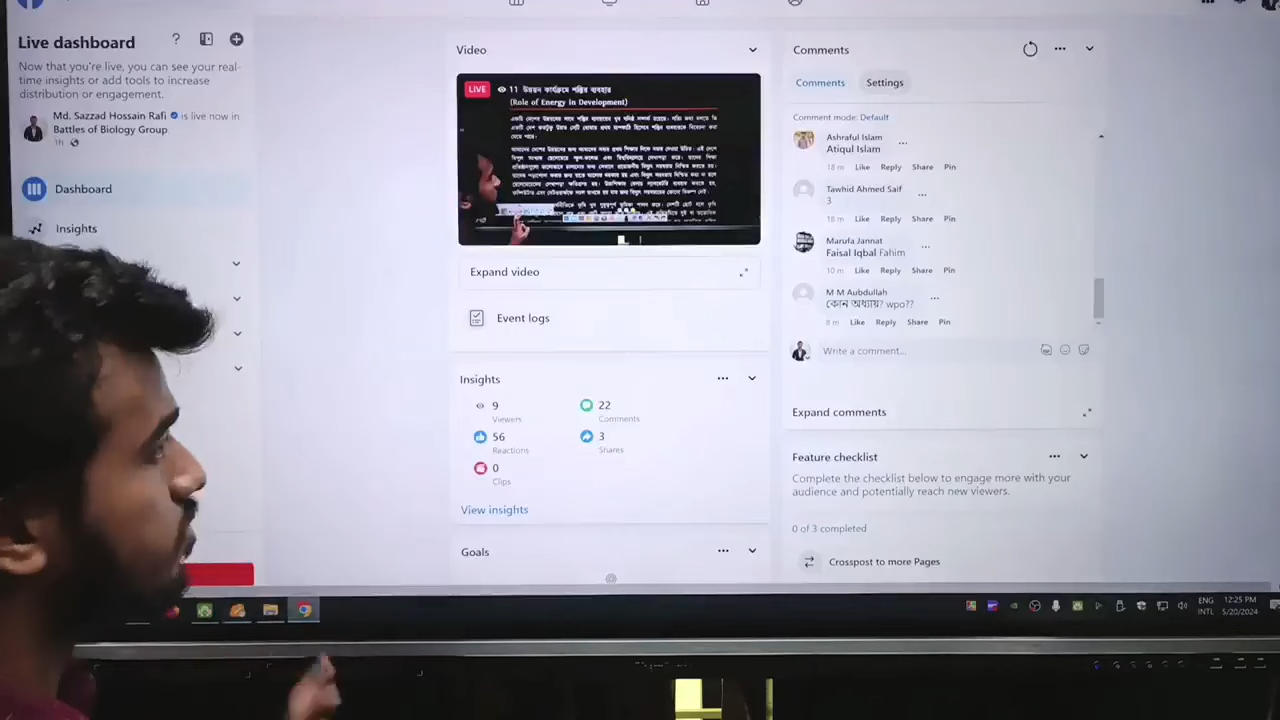 Live dashboard
Now that you're live, you can see your real-
time insights or add tools to increase
distribution or engagement.
Md. Sazzad Hossain Rafi is live now in
Battles of Biology Group
1h
Dashboard
Insights
Video
LIVE
11 উন্নয়ন কার্যক্রমে শক্তির ব্যবহার
(Role of Energy in Development)
Expand video
Event logs
Insights
9
Viewers
22
Comments
56
Reactions
3
Shares
0
Clips
View insights
Goals
Comments
Comments Settings
Comment mode: Default
Ashraful Islam
Atiqul Islam
18 m Like Reply Share Pin
Tawhid Ahmed Saif
3
18 m Like Reply Share Pin
Marufa Jannat
Faisal Iqbal Fahim
10 m Like Reply Share Pin
M M Aubdullah
কোন অধ্যায়? wpo??
8 m Like Reply Share Pin
Write a comment...
Expand comments
Feature checklist
Complete the checklist below to engage more with your
audience and potentially reach new viewers.
0 of 3 completed
Crosspost to more Pages
ENG
INTL
12:25 PM
5/20/2024